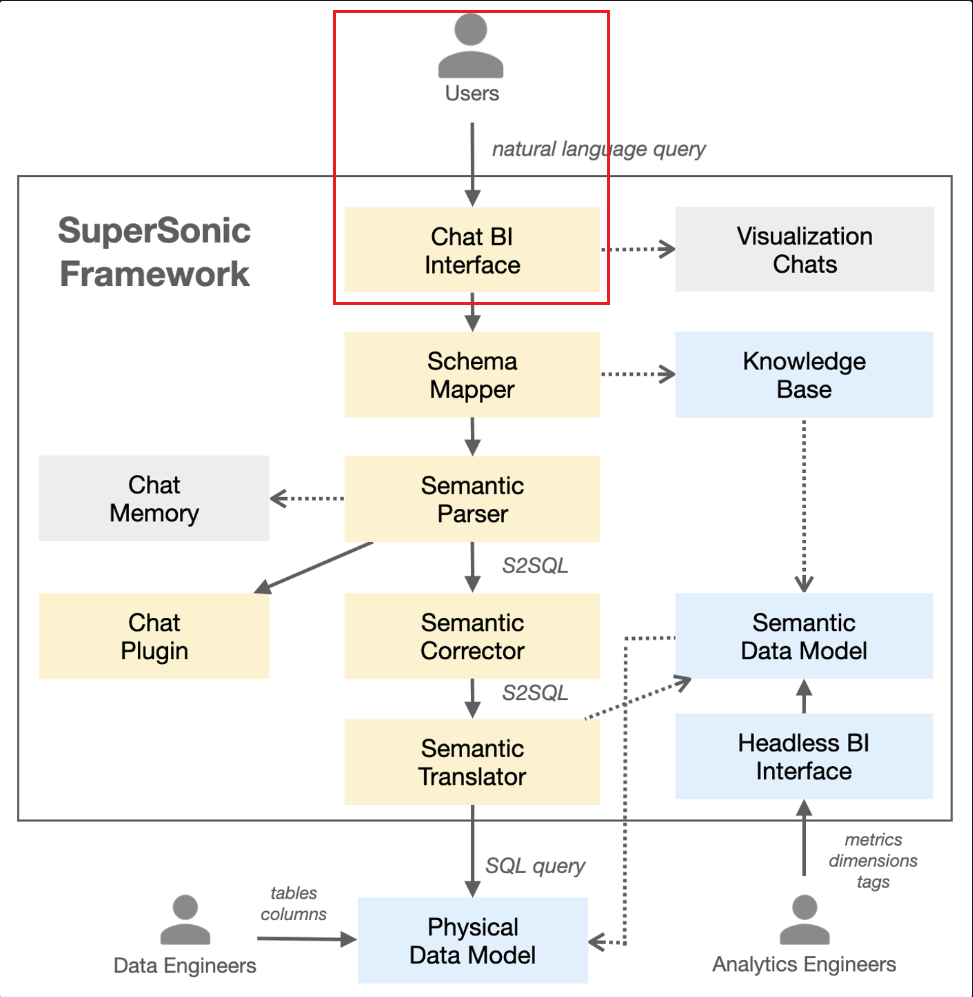 Users
natural language query
SuperSonic
Framework
Chat BI
Interface
Visualization
Chats
Schema
Mapper
Knowledge
Base
Chat
Memory
Semantic
Parser
S2SQL
Chat
Plugin
Semantic
Corrector
Semantic
Data Model
S2SQL
Semantic
Translator
Headless BI
Interface
SQL query
metrics
dimensions
tags
tables
columns
Data Engineers
Physical
Data Model
Analytics Engineers